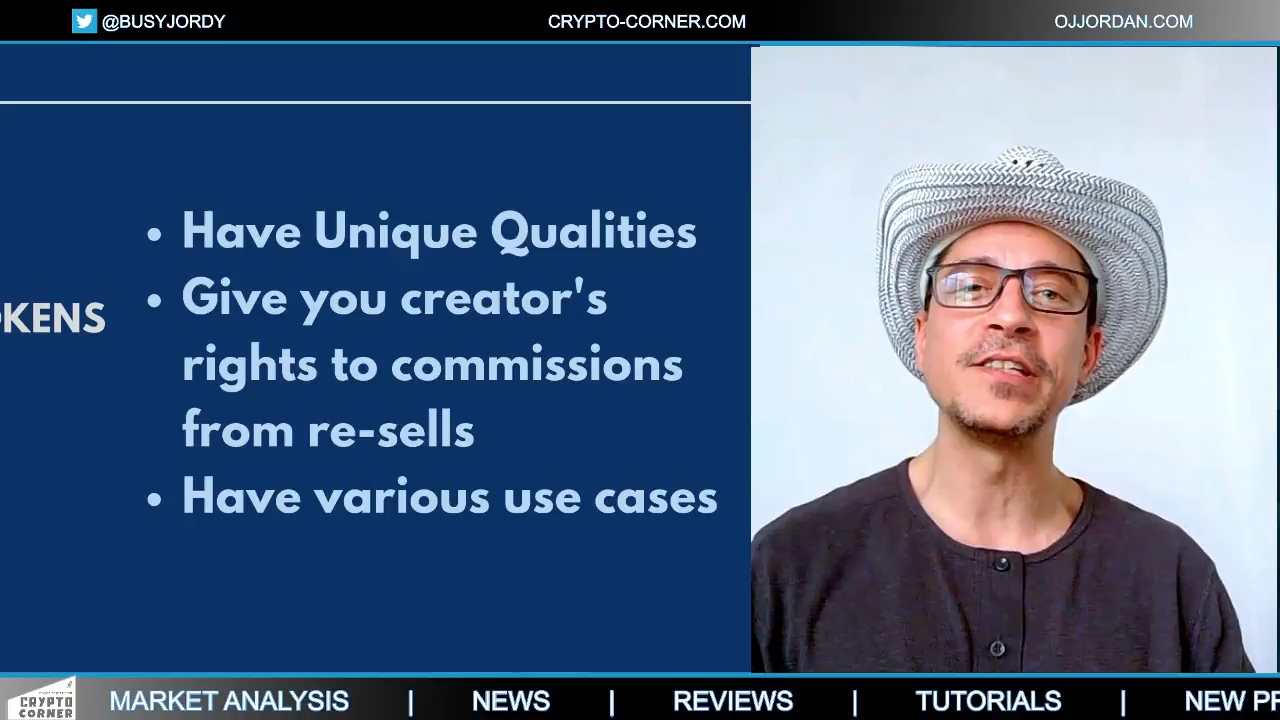 @BUSYJORDY
CRYPTO-CORNER.COM
OJJORDAN.COM
KENS
• Have Unique Qualities
• Give you creator's
rights to commissions
from re-sells
• Have various use cases
CRYPTO
CORNER
MARKET ANALYSIS | NEWS | REVIEWS | TUTORIALS | NEW PR